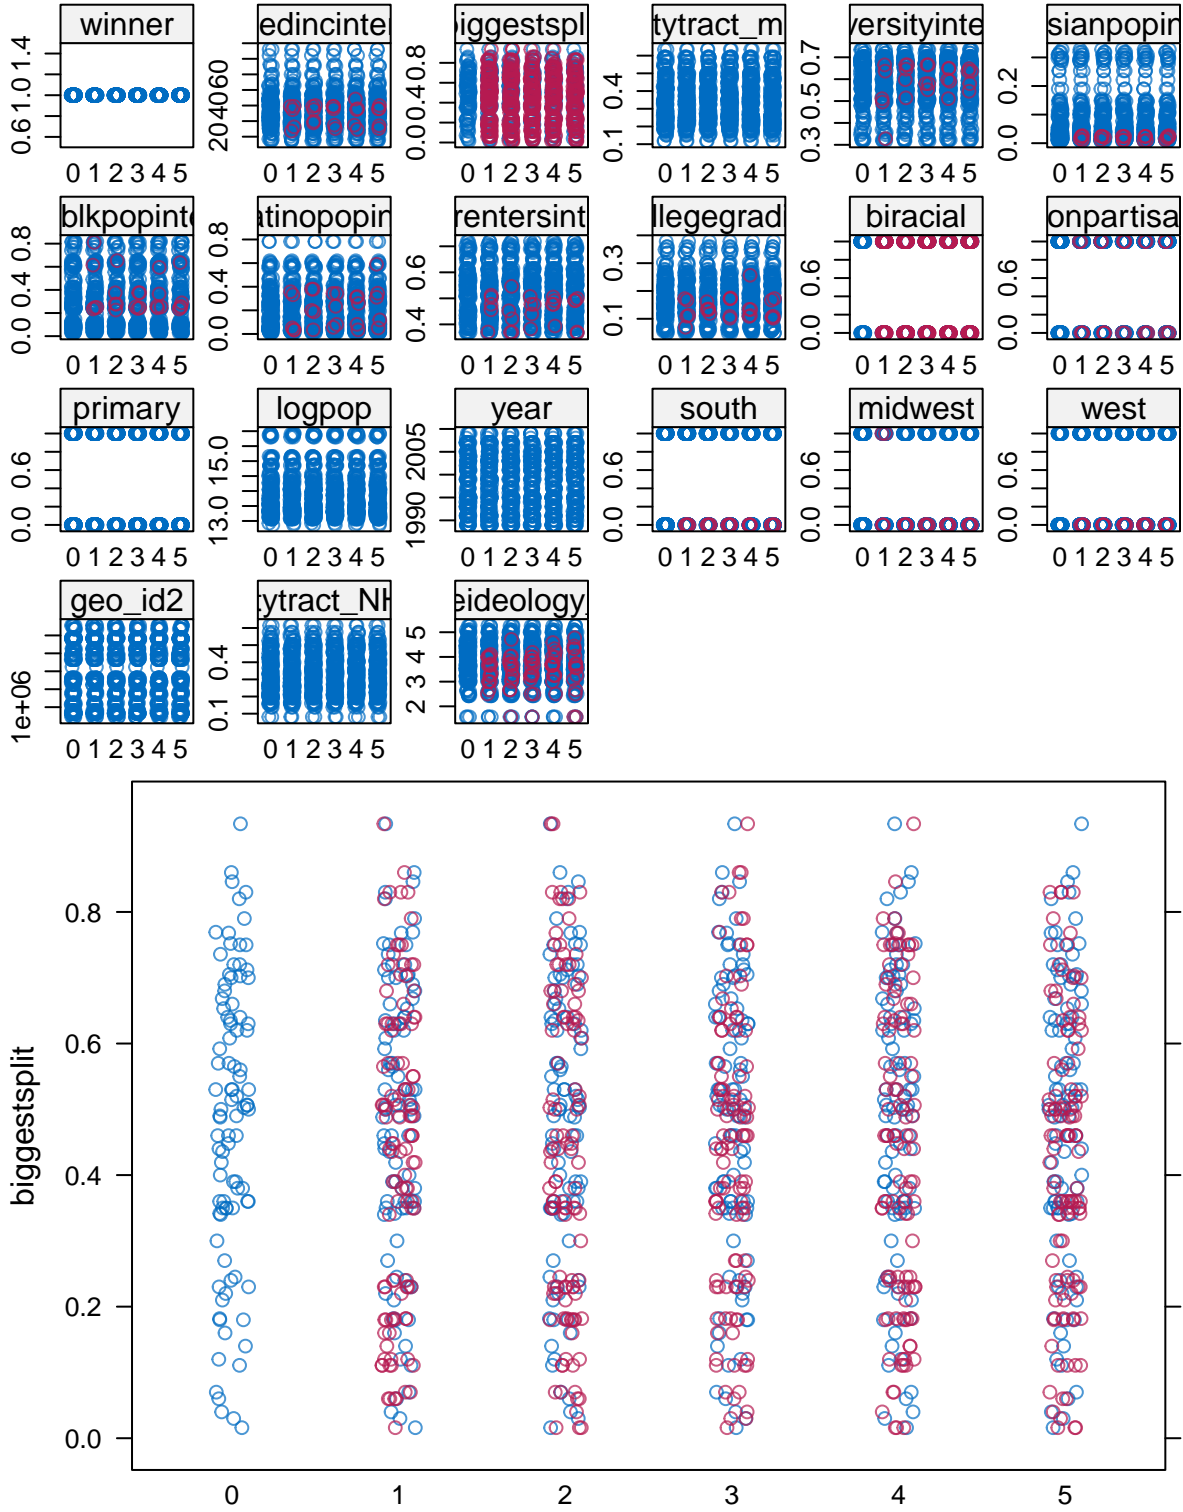 winner edincinter biggestspl tytract_m versityinte sianpopin
0.6 1.0 1.4 204060 0.0 0.4 0.8 0.1 0.4 0.3 0.5 0.7 0.0 0.2
0 1 2 3 4 5 0 1 2 3 4 5 0 1 2 3 4 5 0 1 2 3 4 5 0 1 2 3 4 5 0 1 2 3 4 5
blkpopinte atinopopin rentersint llegegrad biracial onpartisa
0.0 0.4 0.8 0.0 0.4 0.8 0.4 0.6 0.1 0.3 0.0 0.6 0.0 0.6
0 1 2 3 4 5 0 1 2 3 4 5 0 1 2 3 4 5 0 1 2 3 4 5 0 1 2 3 4 5 0 1 2 3 4 5
primary logpop year south midwest west
0.0 0.6 13.0 15.0 1990 2005 0.0 0.6 0.0 0.6 0.0 0.6
0 1 2 3 4 5 0 1 2 3 4 5 0 1 2 3 4 5 0 1 2 3 4 5 0 1 2 3 4 5 0 1 2 3 4 5
geo_id2 tytract_NH eideology_
1e+06 0.1 0.4 2 3 4 5
0 1 2 3 4 5 0 1 2 3 4 5 0 1 2 3 4 5
biggestsplit
0.8
0.6
0.4
0.2
0.0
0 1 2 3 4 5